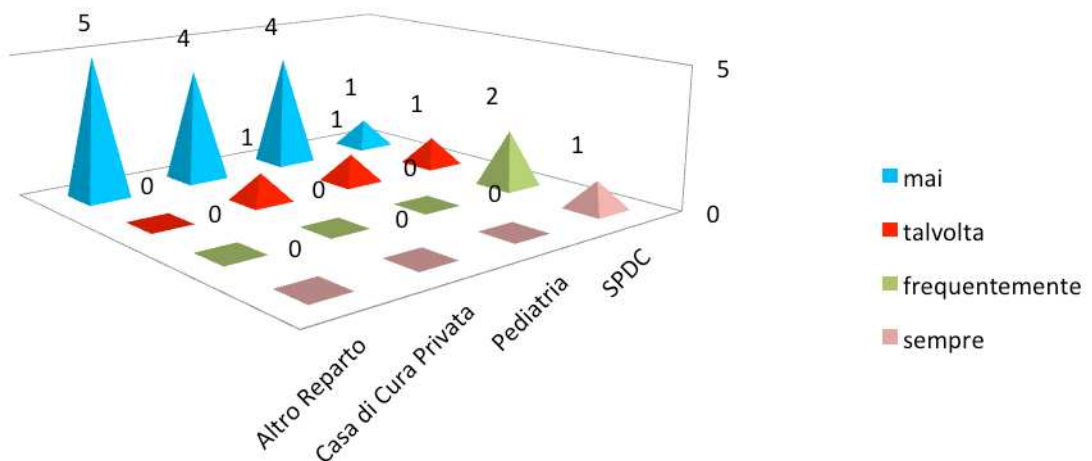 5
4
4
1
1
1
2
1
1
0
0
0
0
0
0
0
5
0
mai
talvolta
frequentemente
sempre
Altro Reparto
Casa di Cura Privata
Pediatria
SPDC